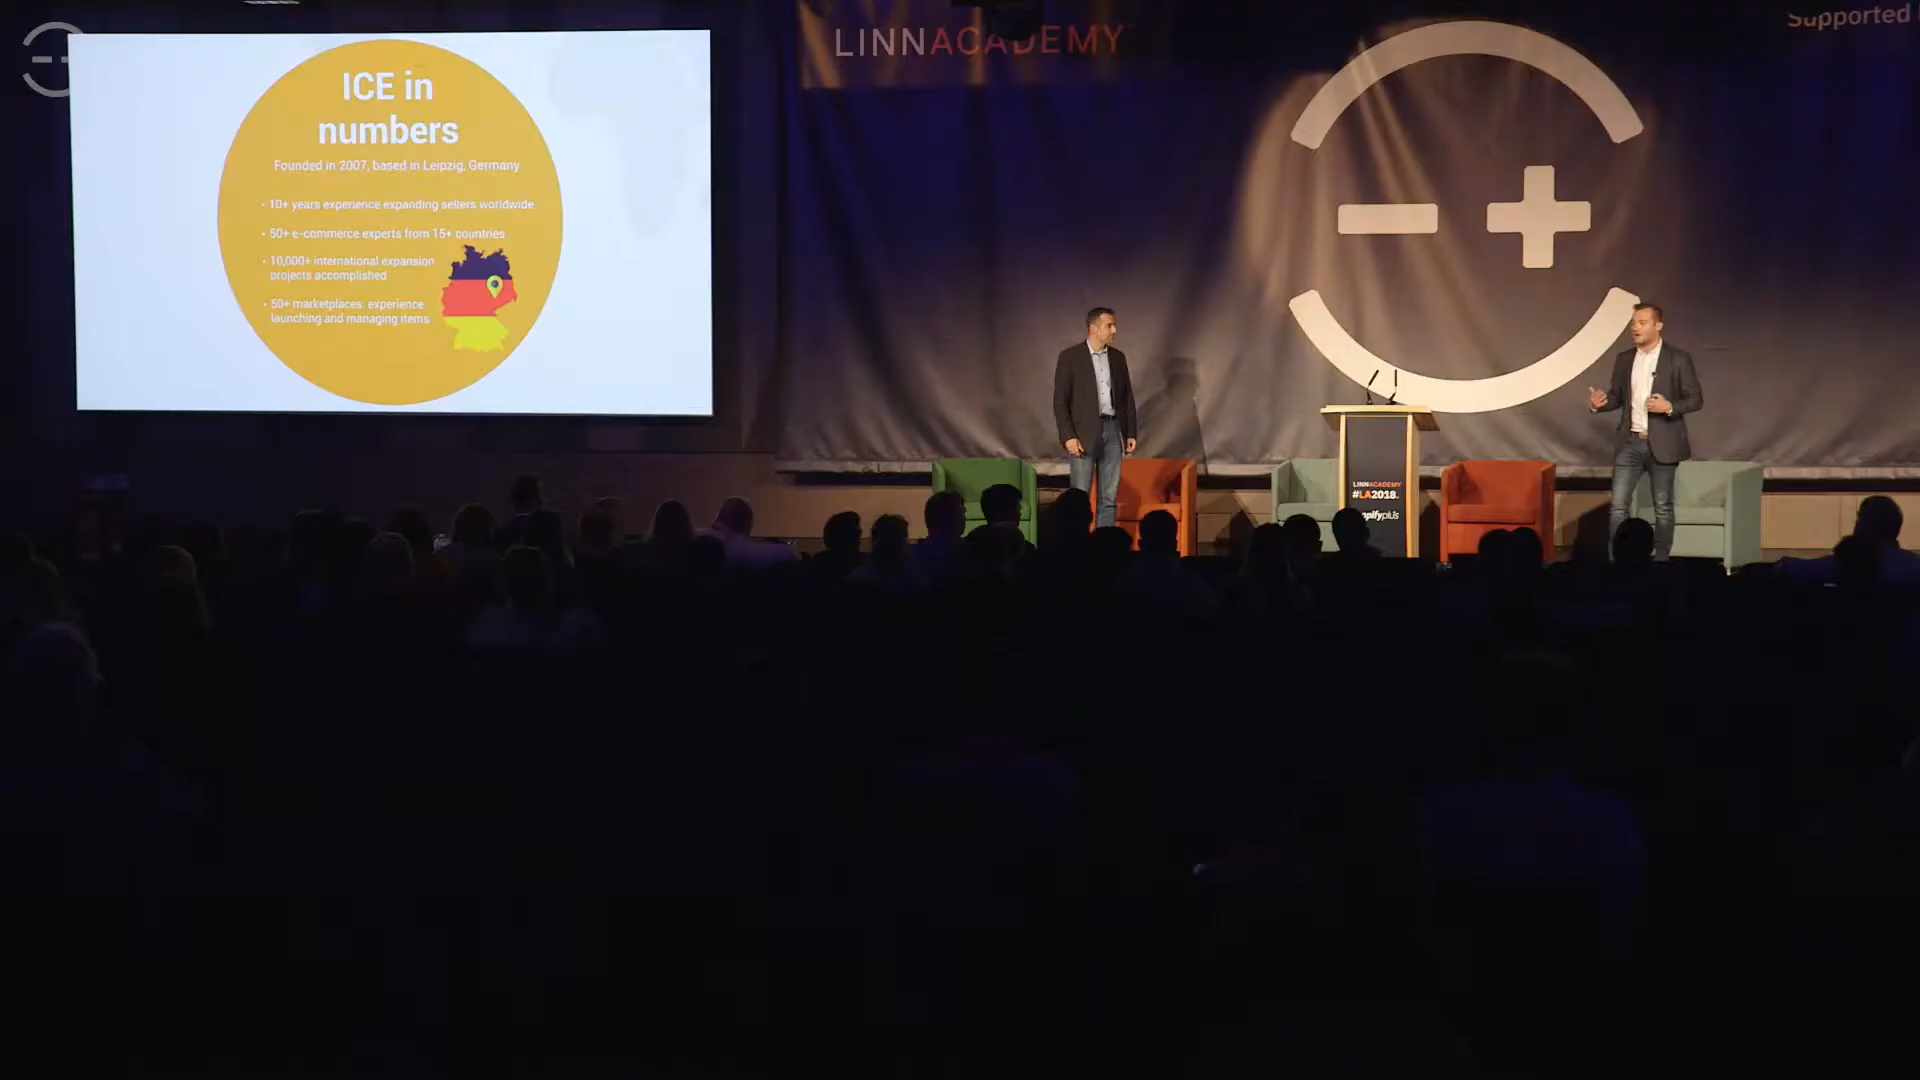 ICE in
numbers
Founded in 2007, based in Leipzig, Germany
• 10+ years experience expanding sellers worldwide
• 50+ e-commerce experts from 15+ countries
• 10,000+ international expansion
projects accomplished
• 50+ marketplaces: experience
launching and managing items
LINNACADEMY
Supported
LINNACADEMY
#LA2018.
opifyplus